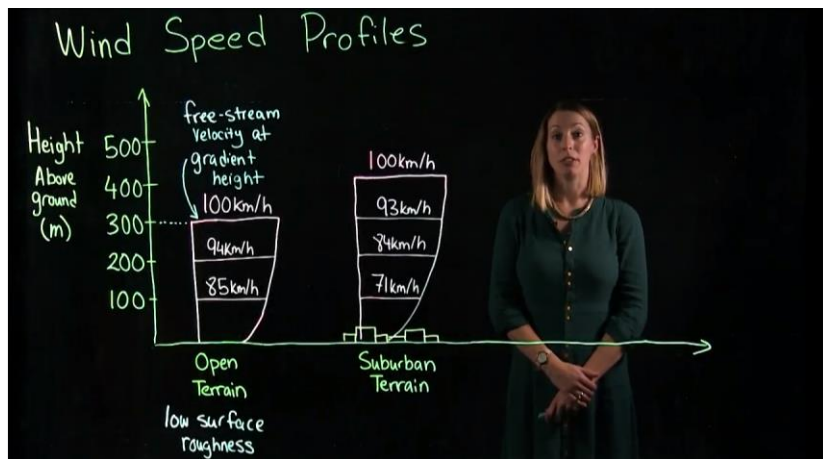 Wind Speed Profiles
Height
Above
ground
(m)
500
400
300
200
100
free-stream
velocity at
gradient
height
100km/h
94km/h
85km/h
100km/h
93km/h
84km/h
71km/h
Open
Terrain
low surface
roughness
Suburban
Terrain